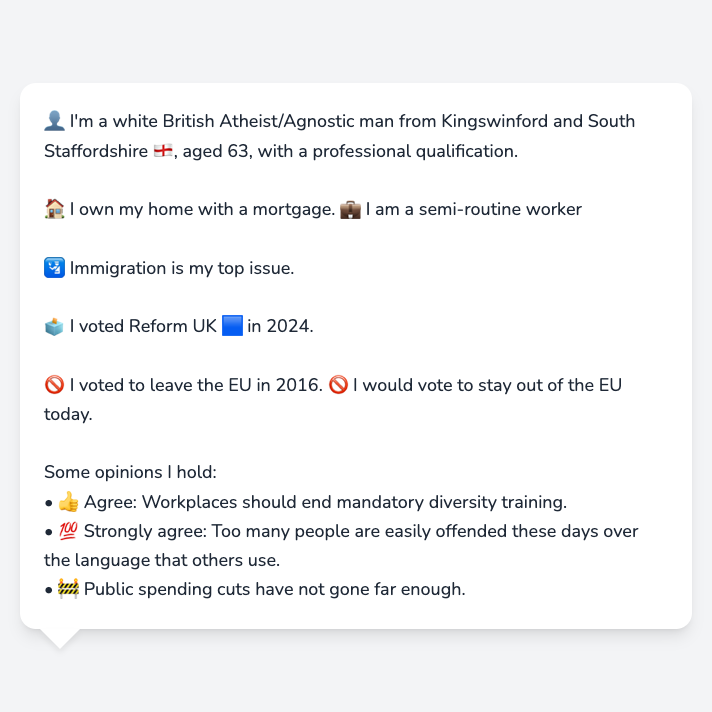 👤 I'm a white British Atheist/Agnostic man from Kingswinford and South
Staffordshire 🏴󠁧󠁢󠁥󠁮󠁧󠁿, aged 63, with a professional qualification.
🏠 I own my home with a mortgage. 💼 I am a semi-routine worker
🛂 Immigration is my top issue.
🗳️ I voted Reform UK 🟦 in 2024.
🚫 I voted to leave the EU in 2016. 🚫 I would vote to stay out of the EU
today.
Some opinions I hold:
• 👍 Agree: Workplaces should end mandatory diversity training.
• 💯 Strongly agree: Too many people are easily offended these days over
the language that others use.
• 🚧 Public spending cuts have not gone far enough.